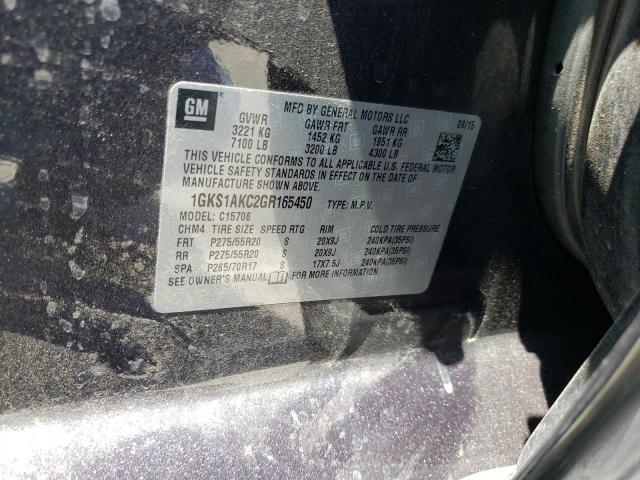 GM
MFD BY GENERAL MOTORS LLC
GVWR GAWR FRT GAWR RR 09/15
3221 KG 1452 KG 1951 KG
7100 LB 3200 LB 4300 LB
THIS VEHICLE CONFORMS TO ALL APPLICABLE U.S. FEDERAL MOTOR
VEHICLE SAFETY STANDARDS IN EFFECT ON THE DATE OF
MANUFACTURE SHOWN ABOVE.
1GKS1AKC2GR165450 TYPE: M.P.V.
MODEL: C15706
CHM4 TIRE SIZE SPEED RTG RIM COLD TIRE PRESSURE
FRT P275/55R20 S 20X9J 240KPA(35PSI)
RR P275/55R20 S 20X9J 240KPA(35PSI)
SPA P265/70R17 S 17X7.5J 240KPA(35PSI)
SEE OWNER'S MANUAL FOR MORE INFORMATION.